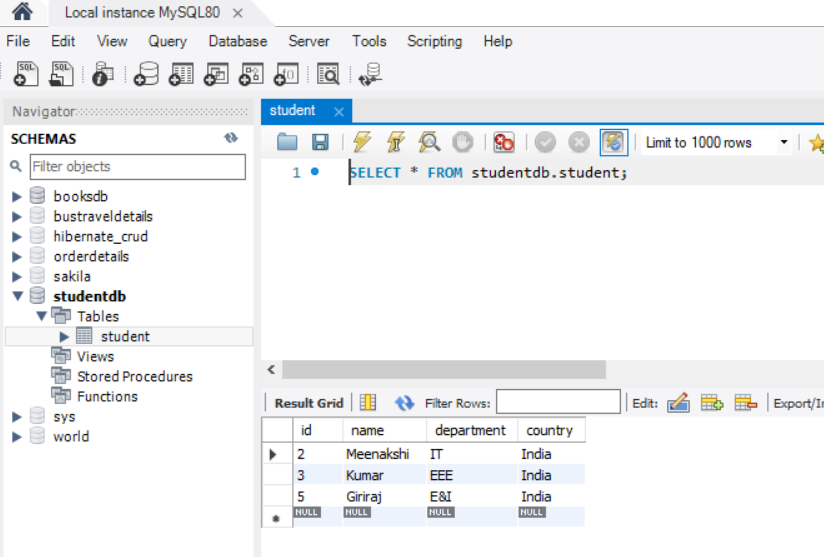 Local instance MySQL80
File Edit View Query Database Server Tools Scripting Help
SQL SQL
Navigator
student
SCHEMAS
Limit to 1000 rows
Filter objects
1 SELECT * FROM studentdb.student;
booksdb
bustraveldetails
hibernate_crud
orderdetails
sakila
studentdb
Tables
student
Views
Stored Procedures
Functions
sys
world
Result Grid Filter Rows: Edit: Export/I
id name department country
2 Meenakshi IT India
3 Kumar EEE India
5 Giriraj E&I India
NULL NULL NULL NULL